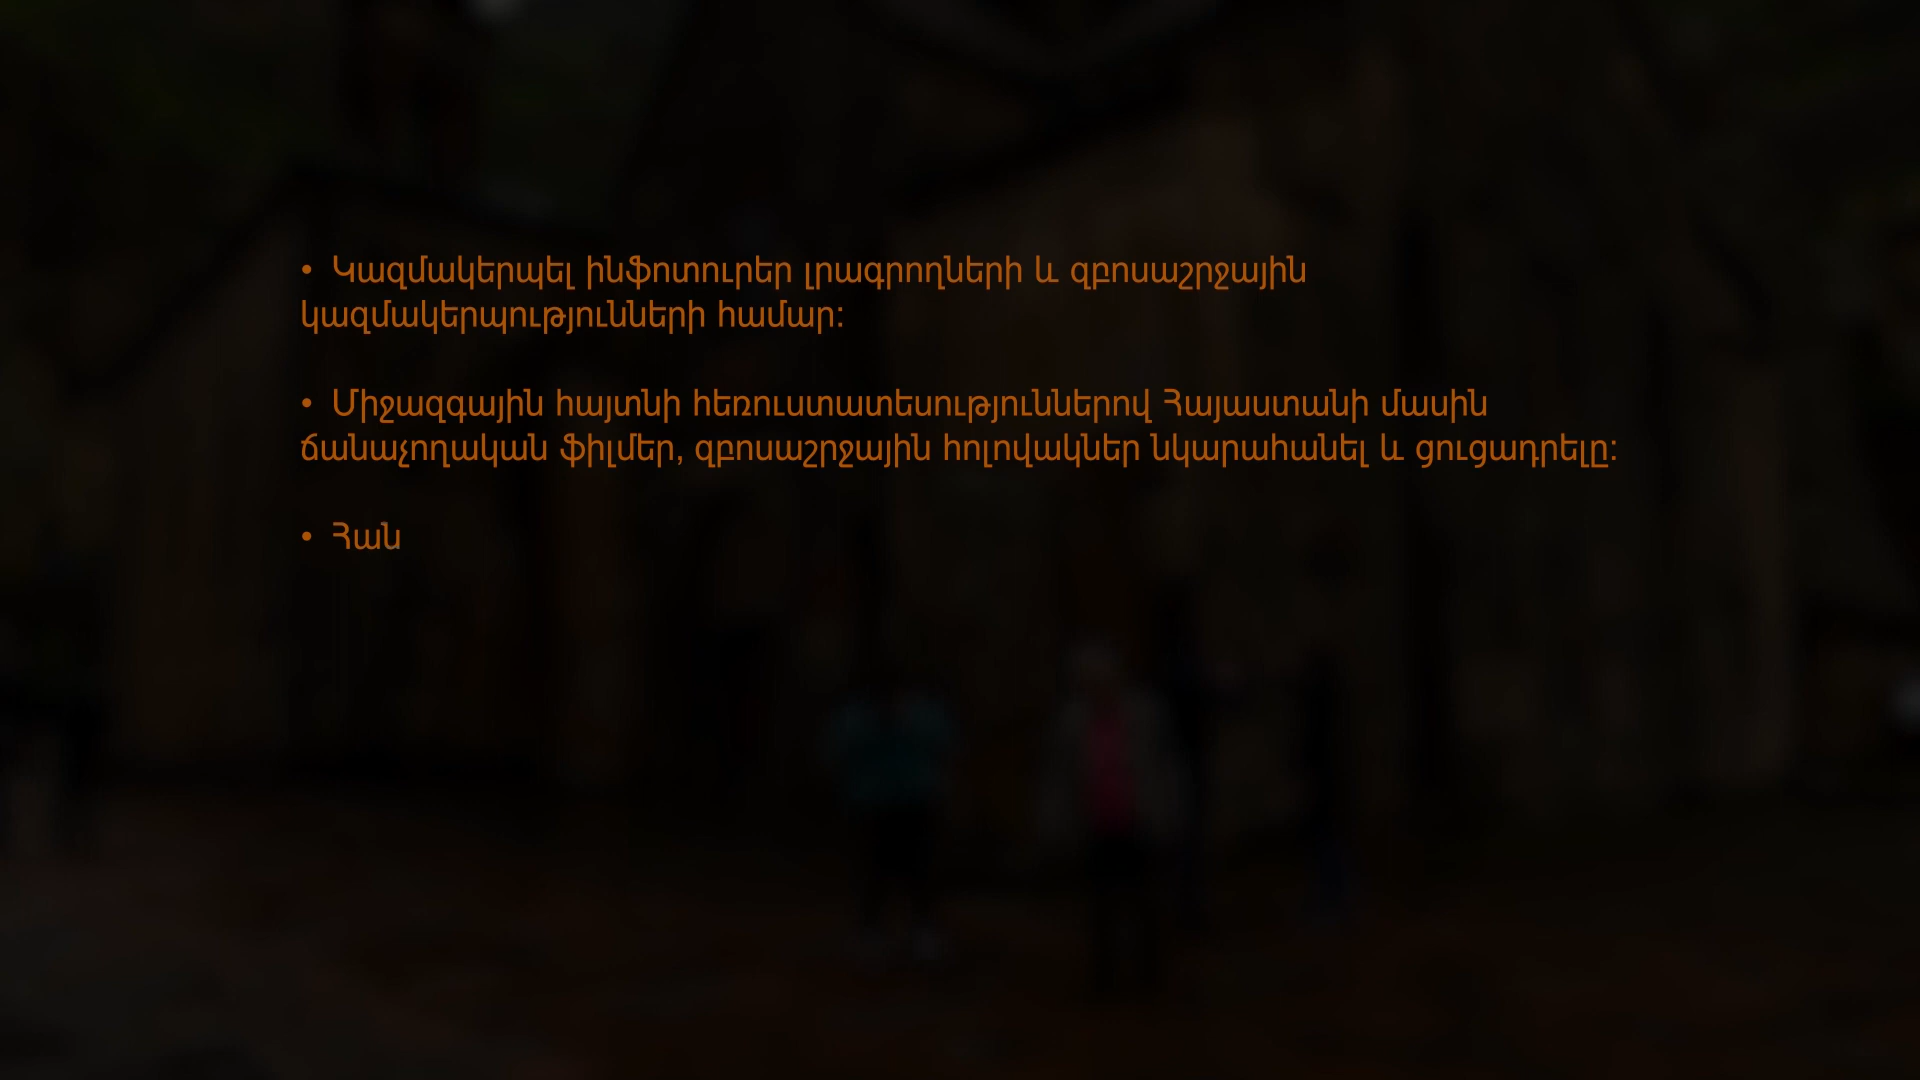 • Կազմակերպել ինֆոտուրեր լրագրողների և զբոսաշրջային
կազմակերպությունների համար:
• Միջազգային հայտնի հեռուստատեսություններով Հայաստանի մասին
ճանաչողական ֆիլմեր, զբոսաշրջային հոլովակներ նկարահանել և ցուցադրելը:
• Հան